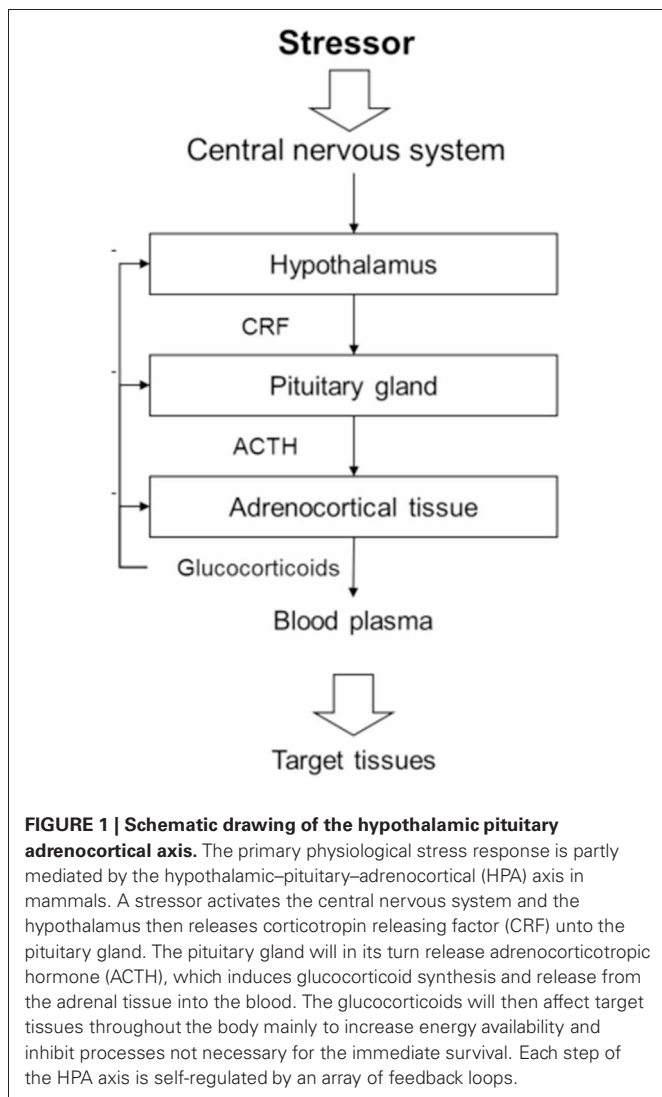 Stressor
Central nervous system
-
Hypothalamus
CRF
-
Pituitary gland
ACTH
-
Adrenocortical tissue
Glucocorticoids
Blood plasma
Target tissues
FIGURE 1 | Schematic drawing of the hypothalamic pituitary
adrenocortical axis. The primary physiological stress response is partly
mediated by the hypothalamic–pituitary–adrenocortical (HPA) axis in
mammals. A stressor activates the central nervous system and the
hypothalamus then releases corticotropin releasing factor (CRF) unto the
pituitary gland. The pituitary gland will in its turn release adrenocorticotropic
hormone (ACTH), which induces glucocorticoid synthesis and release from
the adrenal tissue into the blood. The glucocorticoids will then affect target
tissues throughout the body mainly to increase energy availability and
inhibit processes not necessary for the immediate survival. Each step of
the HPA axis is self-regulated by an array of feedback loops.